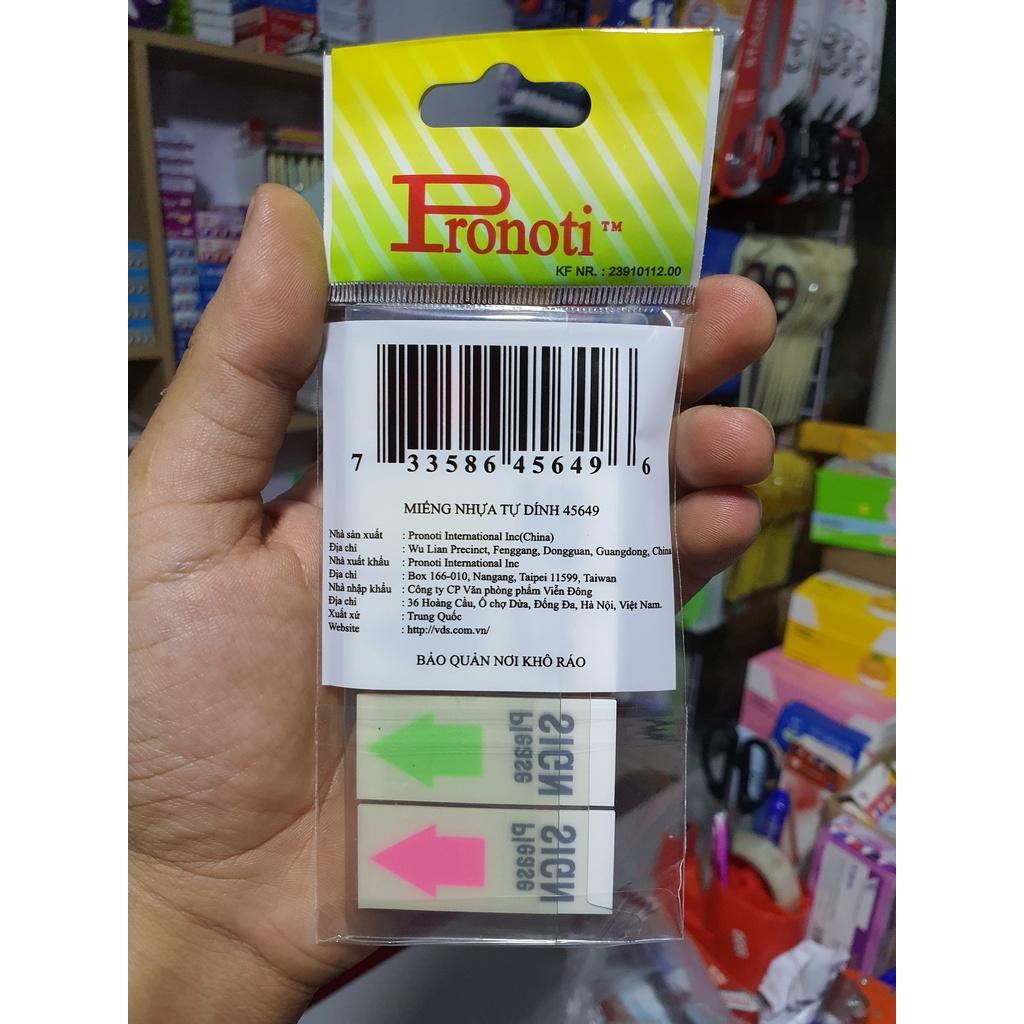 Pronoti™
KF NR. : 23910112.00
7 33586 45649 6
MIẾNG NHỰA TỰ DÍNH 45649
Nhà sản xuất : Pronoti International Inc(China)
Địa chỉ : Wu Lian Precinct, Fenggang, Dongguan, Guangdong, China
Nhà xuất khẩu : Pronoti International Inc
Địa chỉ : Box 166-010, Nangang, Taipei 11599, Taiwan
Nhà nhập khẩu : Công ty CP Văn phòng phẩm Viễn Đông
Địa chỉ : 36 Hoàng Cầu, Ô chợ Dừa, Đống Đa, Hà Nội, Việt Nam.
Xuất xứ : Trung Quốc
Website : http://vds.com.vn/
BẢO QUẢN NƠI KHÔ RÁO
SIGN
Please
SIGN
Please